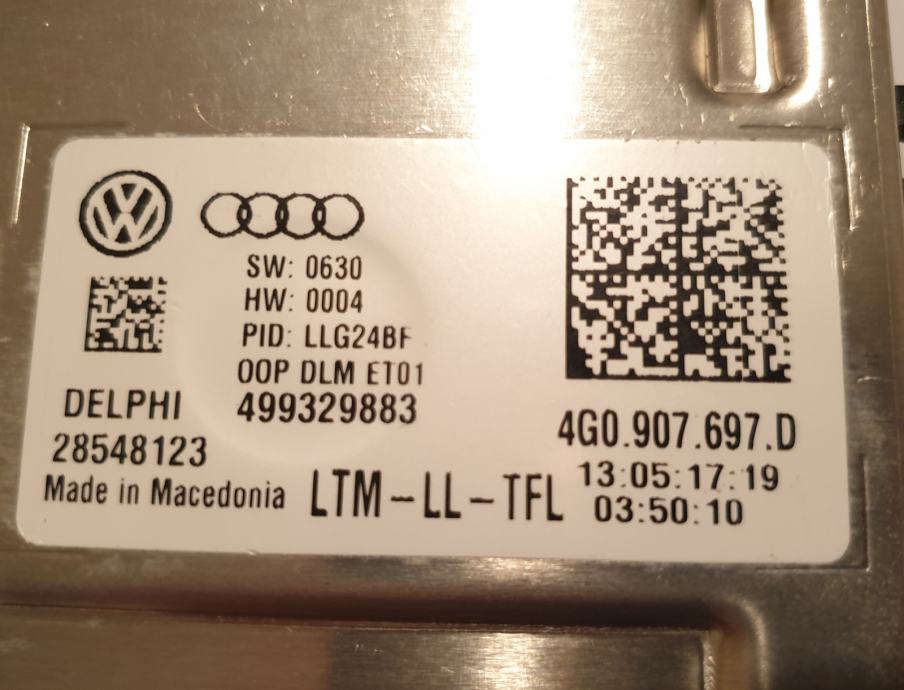 SW: 0630
HW: 0004
PID: LLG24BF
OOP DLM ET01
DELPHI
499329883
28548123
Made in Macedonia
LTM-LL-TFL
4G0.907.697.D
13:05:17:19
03:50:10